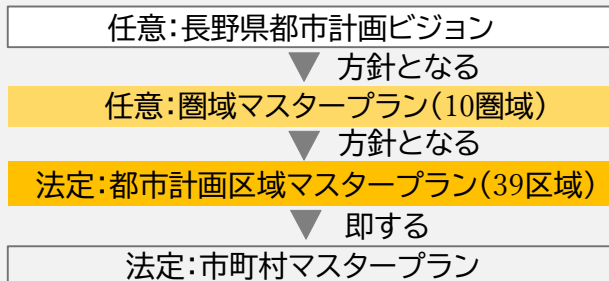 任意:長野県都市計画ビジョン
▼ 方針となる
任意:圏域マスタープラン(10圏域)
▼ 方針となる
法定:都市計画区域マスタープラン(39区域)
▼ 即する
法定:市町村マスタープラン